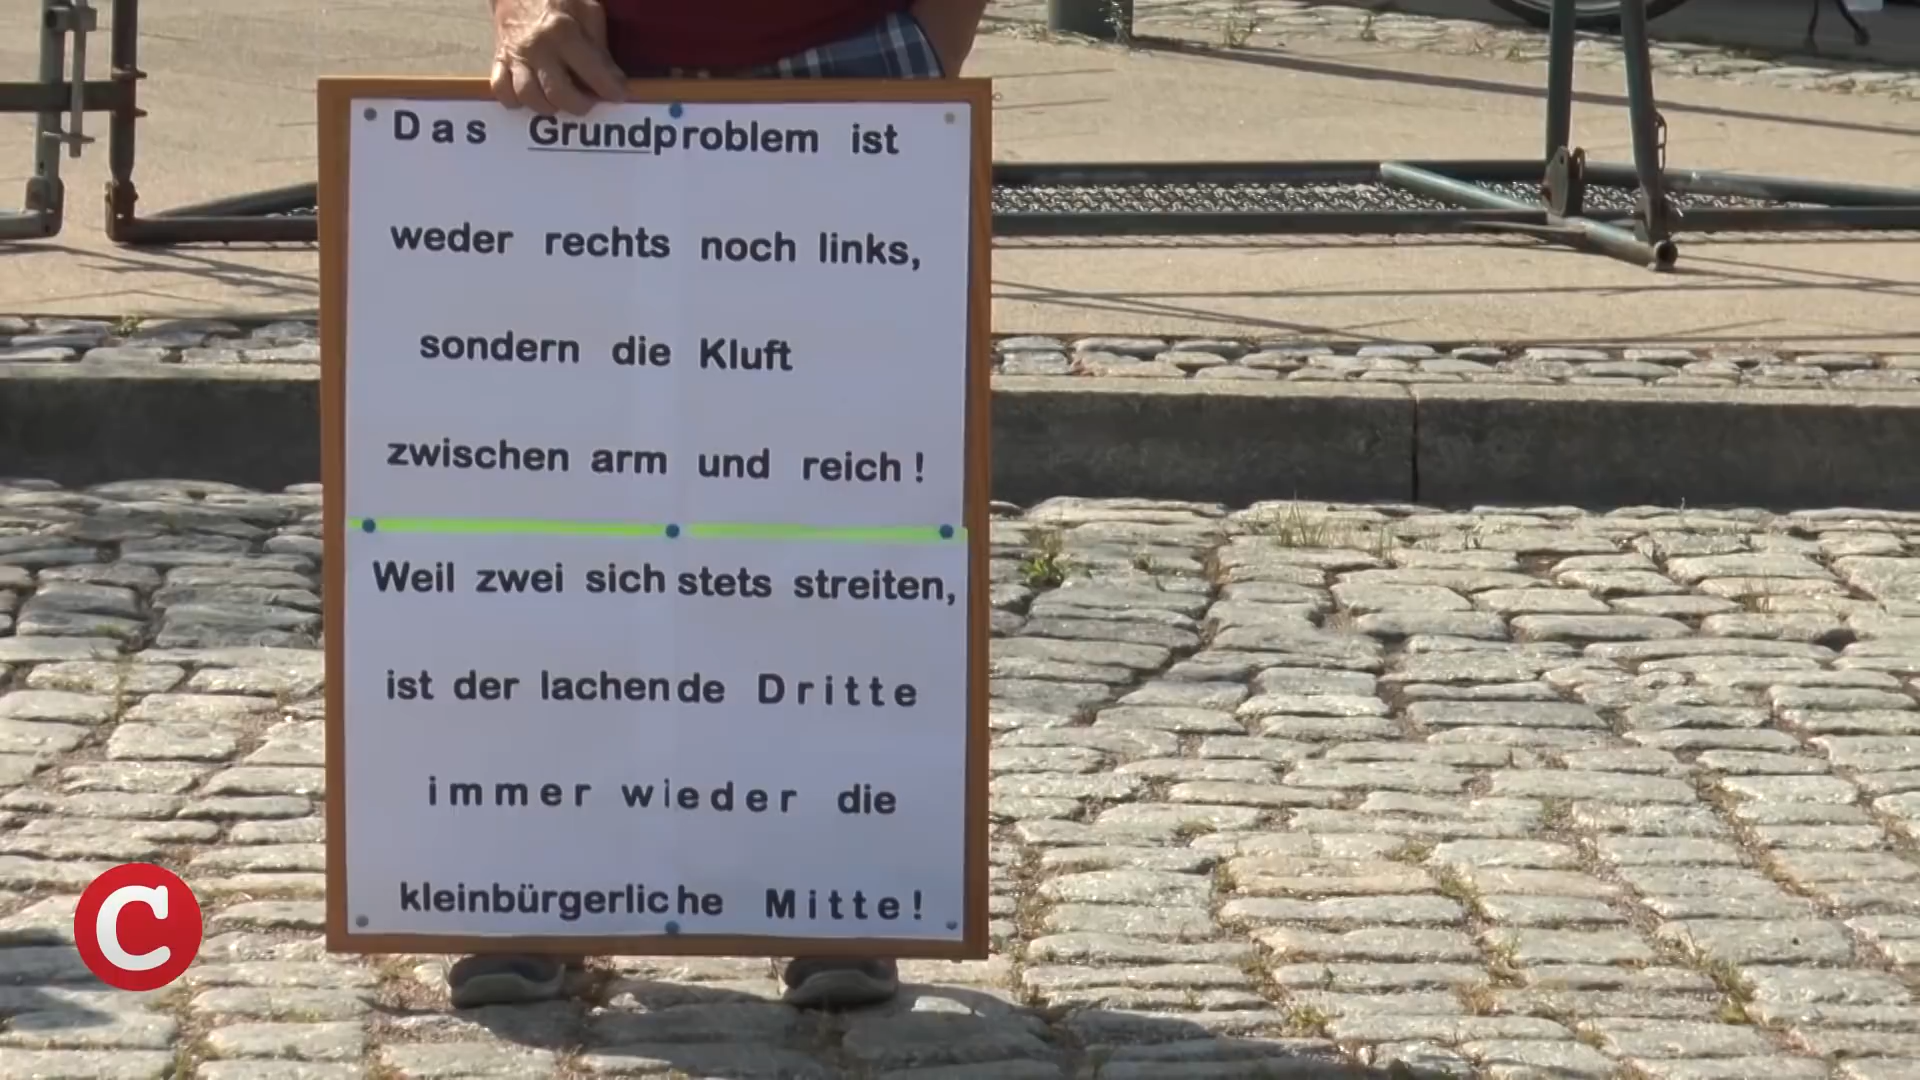 Das Grundproblem ist
weder rechts noch links,
sondern die Kluft
zwischen arm und reich!
Weil zwei sich stets streiten,
ist der lachende Dritte
immer wieder die
kleinbürgerliche Mitte!
C